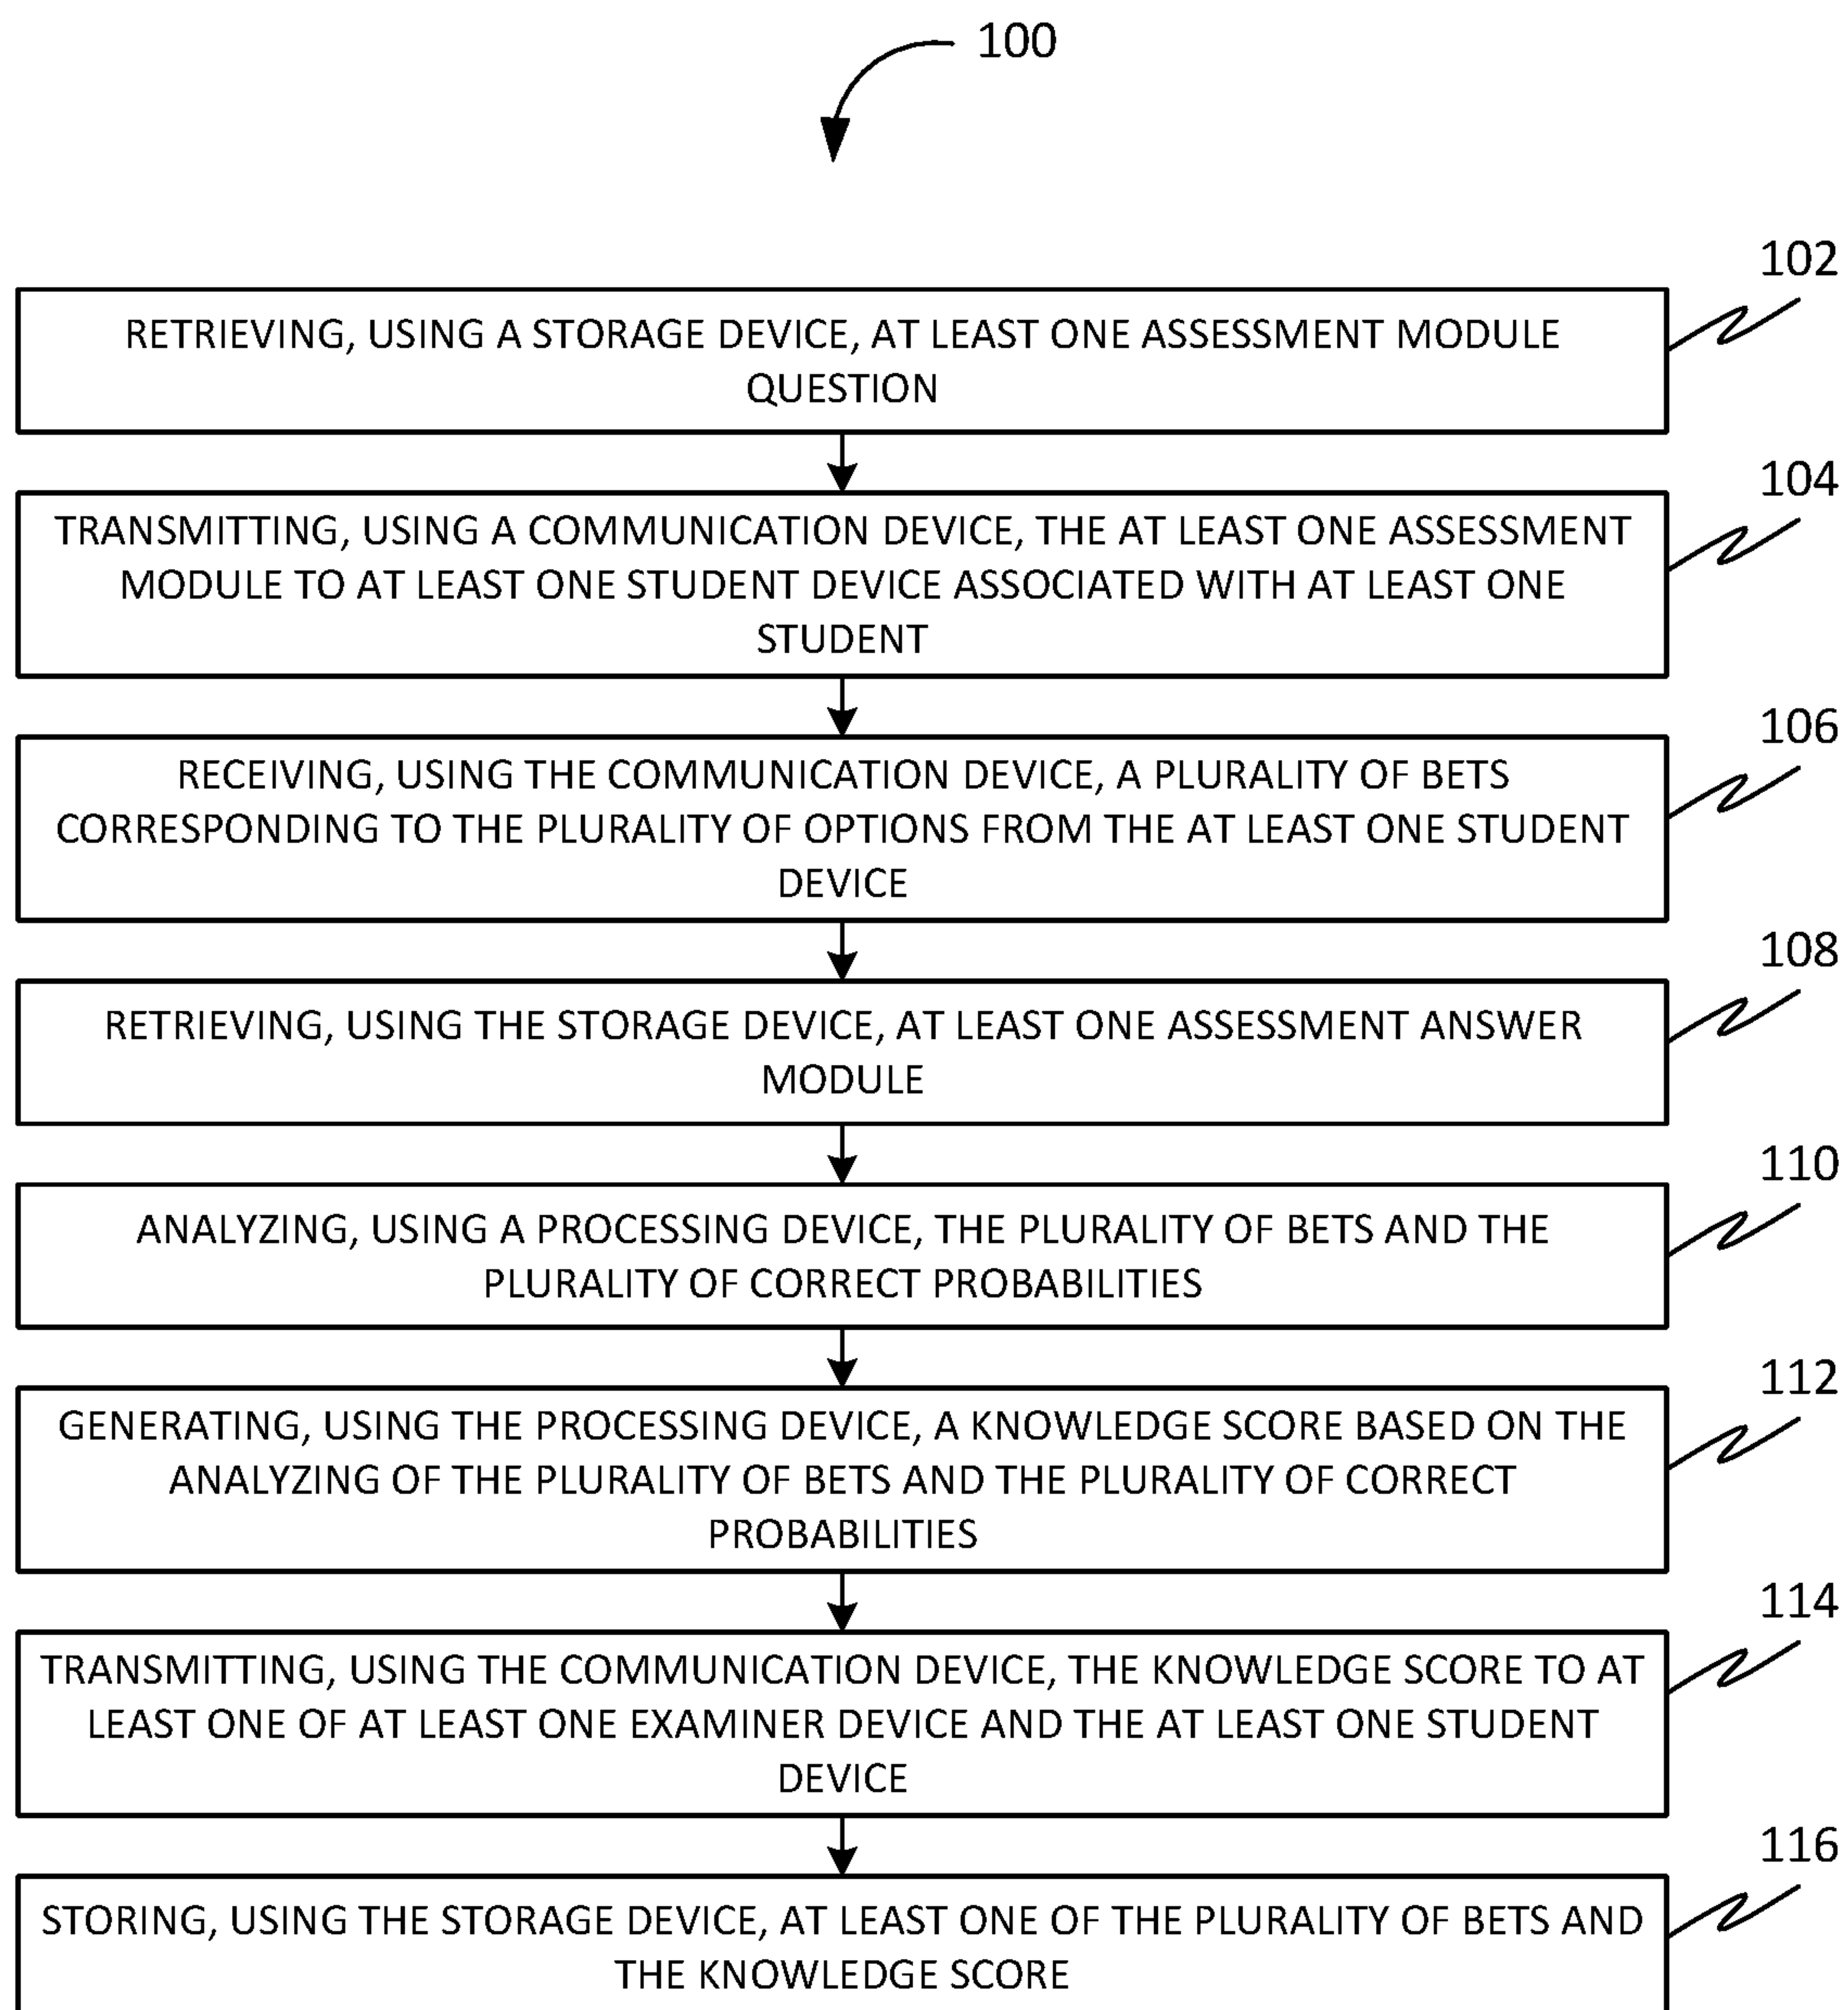 100
102
RETRIEVING, USING A STORAGE DEVICE, AT LEAST ONE ASSESSMENT MODULE
QUESTION
104
TRANSMITTING, USING A COMMUNICATION DEVICE, THE AT LEAST ONE ASSESSMENT
MODULE TO AT LEAST ONE STUDENT DEVICE ASSOCIATED WITH AT LEAST ONE
STUDENT
106
RECEIVING, USING THE COMMUNICATION DEVICE, A PLURALITY OF BETS
CORRESPONDING TO THE PLURALITY OF OPTIONS FROM THE AT LEAST ONE STUDENT
DEVICE
108
RETRIEVING, USING THE STORAGE DEVICE, AT LEAST ONE ASSESSMENT ANSWER
MODULE
110
ANALYZING, USING A PROCESSING DEVICE, THE PLURALITY OF BETS AND THE
PLURALITY OF CORRECT PROBABILITIES
112
GENERATING, USING THE PROCESSING DEVICE, A KNOWLEDGE SCORE BASED ON THE
ANALYZING OF THE PLURALITY OF BETS AND THE PLURALITY OF CORRECT
PROBABILITIES
114
TRANSMITTING, USING THE COMMUNICATION DEVICE, THE KNOWLEDGE SCORE TO AT
LEAST ONE OF AT LEAST ONE EXAMINER DEVICE AND THE AT LEAST ONE STUDENT
DEVICE
116
STORING, USING THE STORAGE DEVICE, AT LEAST ONE OF THE PLURALITY OF BETS AND
THE KNOWLEDGE SCORE